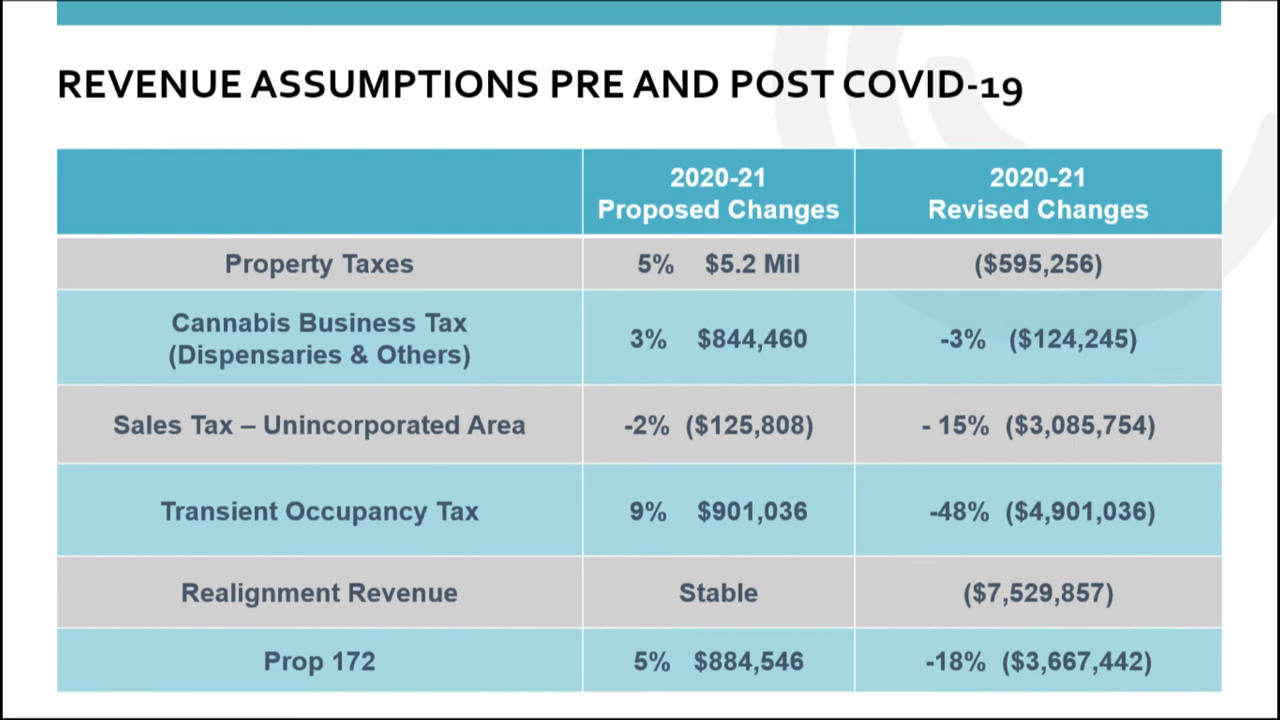 REVENUE ASSUMPTIONS PRE AND POST COVID-19
2020-21
Proposed Changes
2020-21
Revised Changes
Property Taxes
5% $5.2 Mil
($595,256)
Cannabis Business Tax
(Dispensaries & Others)
3% $844,460
-3% ($124,245)
Sales Tax – Unincorporated Area
-2% ($125,808)
- 15% ($3,085,754)
Transient Occupancy Tax
9% $901,036
-48% ($4,901,036)
Realignment Revenue
Stable
($7,529,857)
Prop 172
5% $884,546
-18% ($3,667,442)